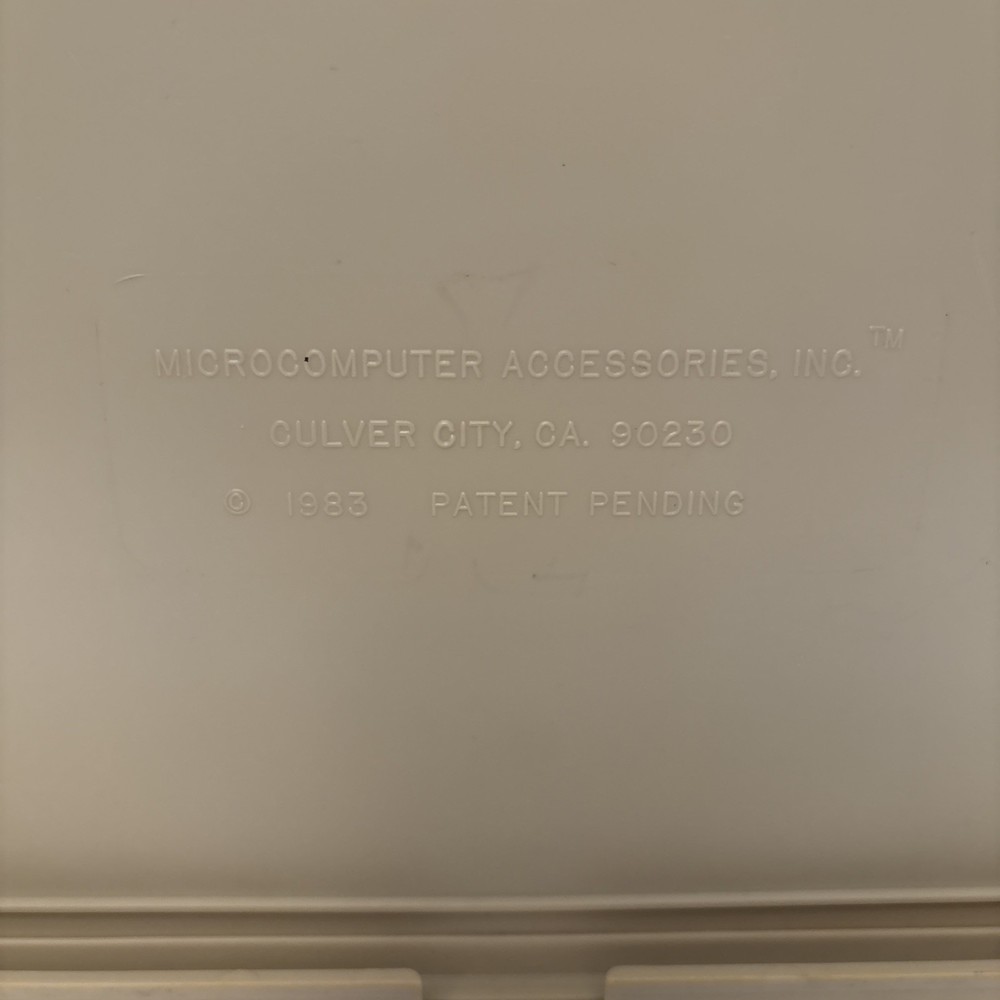 MICROCOMPUTER ACCESSORIES, INC.™
CULVER CITY, CA. 90230
© 1983 PATENT PENDING